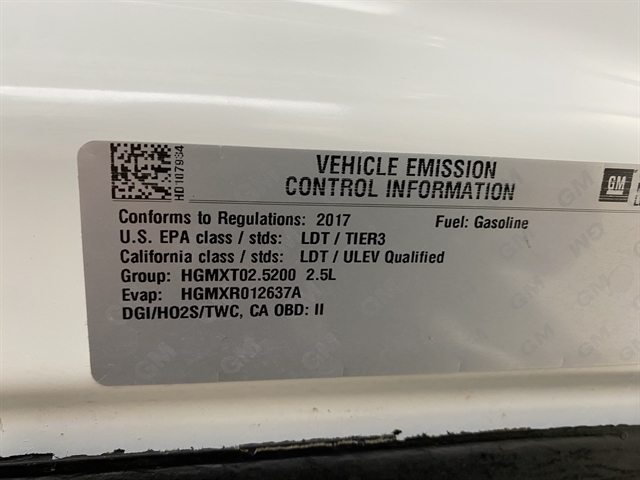 VEHICLE EMISSION
CONTROL INFORMATION
GM
HD107934
Conforms to Regulations: 2017 Fuel: Gasoline
U.S. EPA class / stds: LDT / TIER3
California class / stds: LDT / ULEV Qualified
Group: HGMXT02.5200 2.5L
Evap: HGMXR012637A
DGI/HO2S/TWC, CA OBD: II